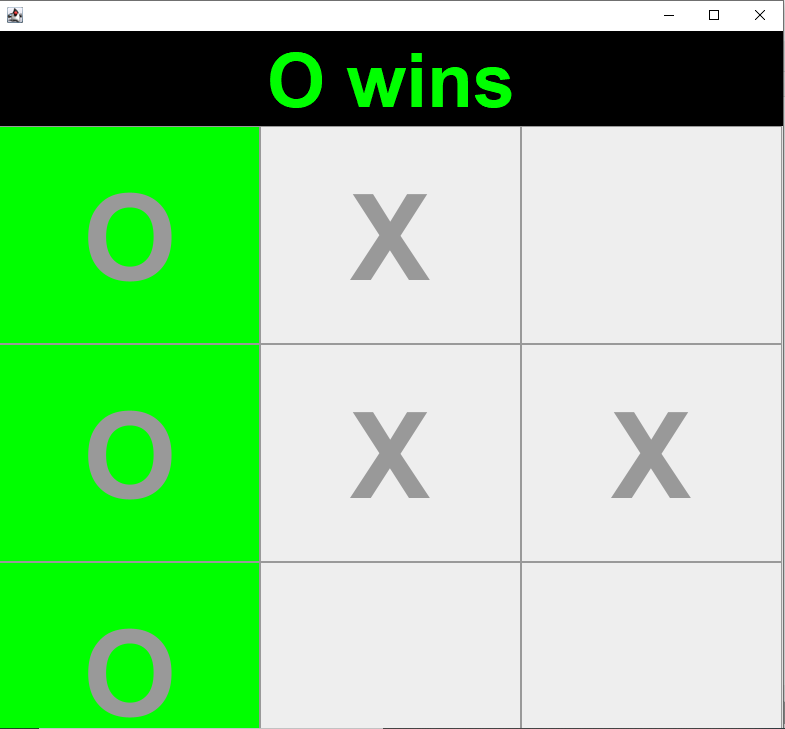 O wins
O X
O X X
O